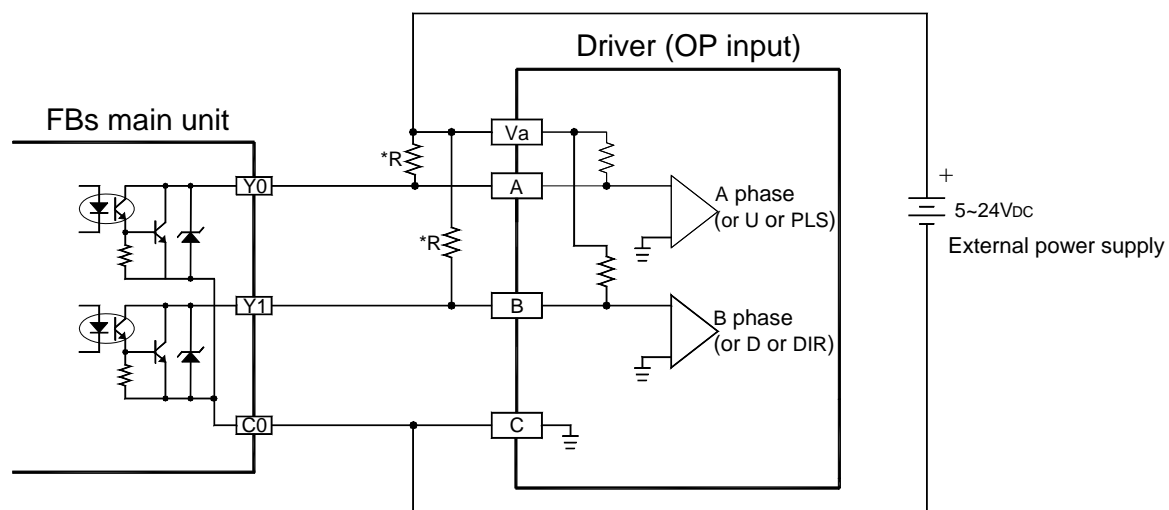 Driver (OP input)
FBs main unit
Va
*R
Y0
A
A phase
(or U or PLS)
+
5~24VDC
External power supply
*R
Y1
B
B phase
(or D or DIR)
C0
C